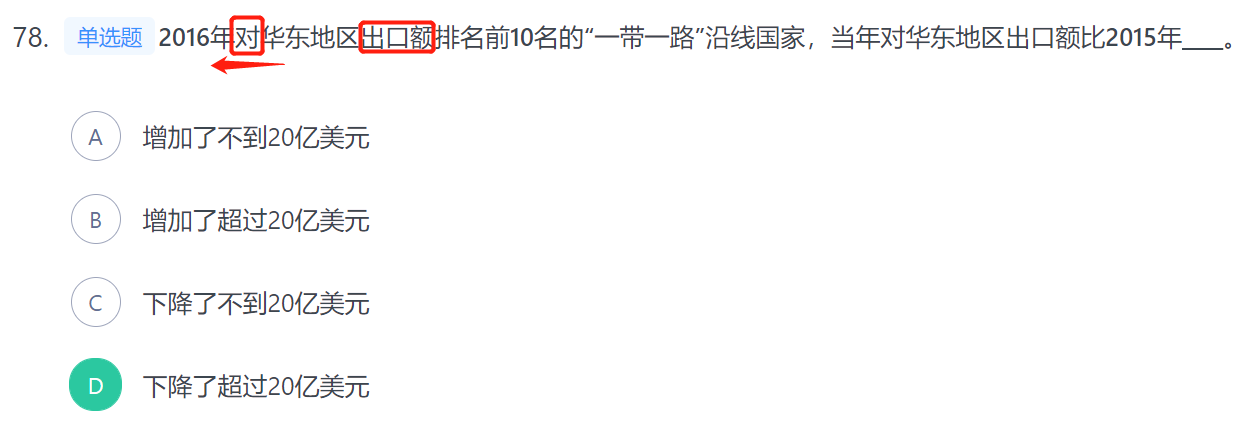 78. 单选题 2016年对华东地区出口额排名前10名的“一带一路”沿线国家，当年对华东地区出口额比2015年____。
A 增加了不到20亿美元
B 增加了超过20亿美元
C 下降了不到20亿美元
D 下降了超过20亿美元